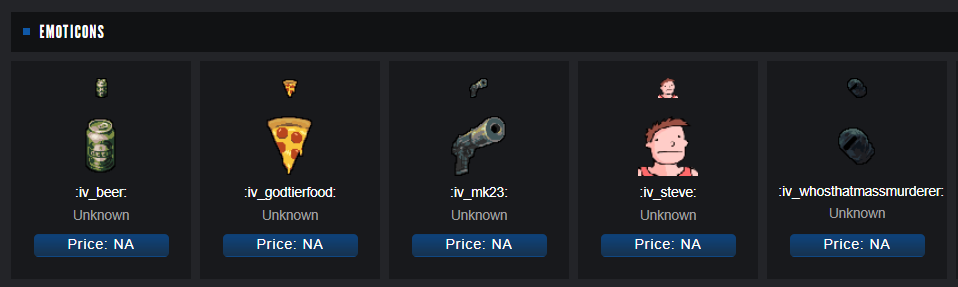 EMOTICONS
:iv_beer:
Unknown
Price: NA
:iv_godtierfood:
Unknown
Price: NA
:iv_mk23:
Unknown
Price: NA
:iv_steve:
Unknown
Price: NA
:iv_whosthatmassmurderer:
Unknown
Price: NA